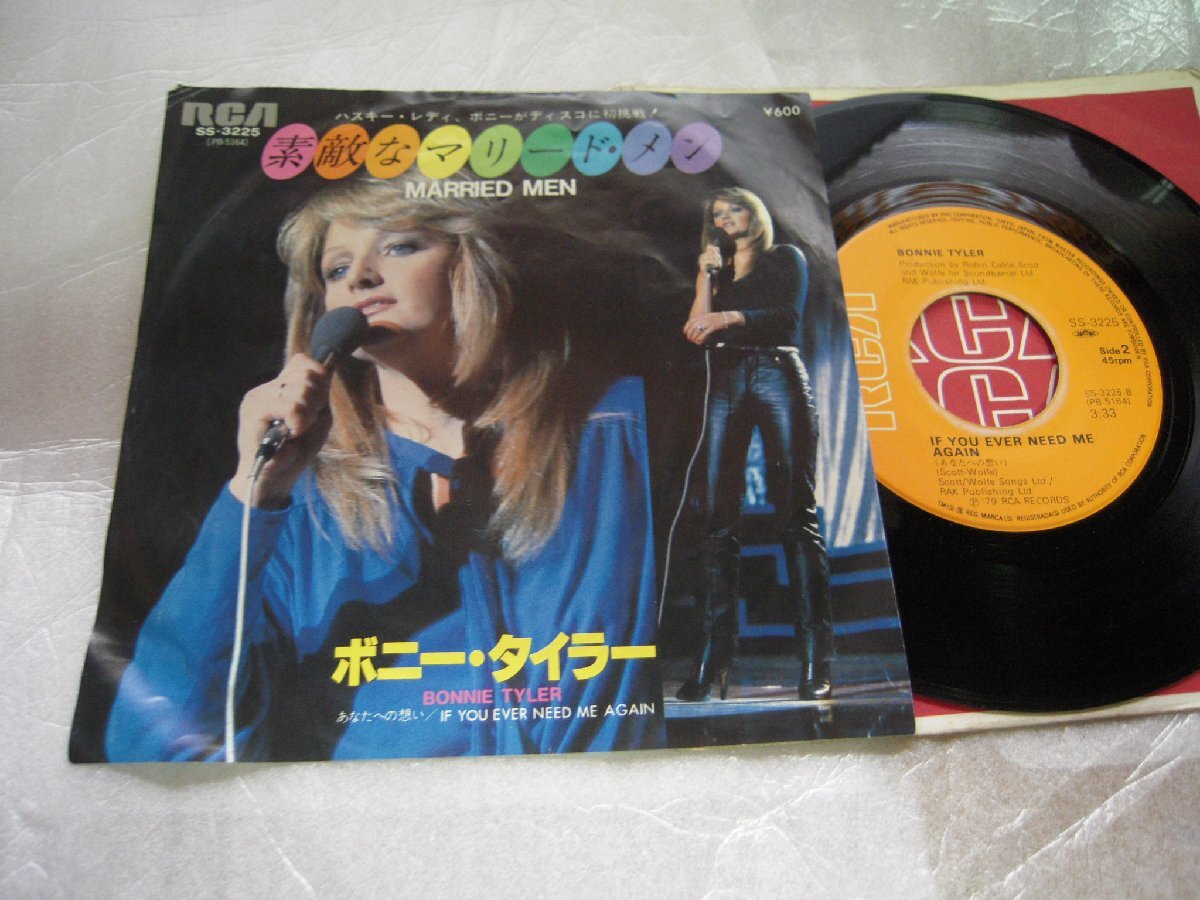 RCA
SS-3225
(PB-5164)
ハスキー・レディ、ボニーがディスコに初挑戦!
¥600
素敵なマリード・メン
MARRIED MEN
ボニー・タイラー
BONNIE TYLER
あなたへの想い/IF YOU EVER NEED ME AGAIN
BONNIE TYLER
Production by Robin Cable, Scott
and Wolfe for Soundbanier Ltd.
RAK Publishing Ltd.
RCA
SS-3225
Side 2
45rpm
SS-3225 B
(PB-5164)
3:33
IF YOU EVER NEED ME
AGAIN
(あなたへの想い)
(Scott-Wolfe)
Scott/Wolfe Songs Ltd/
RAK Publishing Ltd.
Ⓟ '79 RCA RECORDS